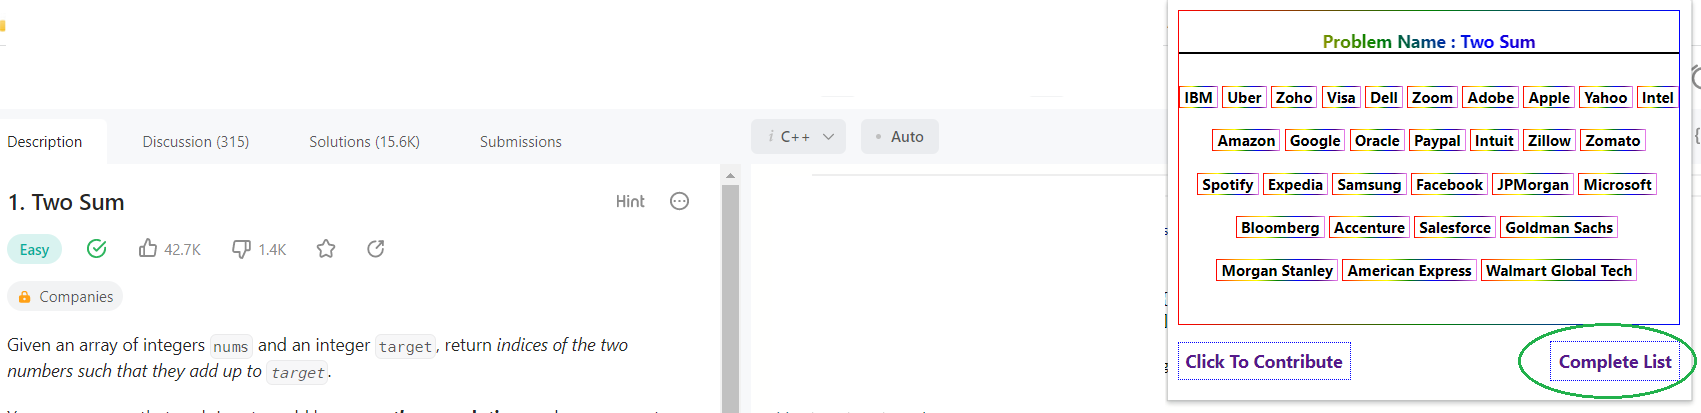 Problem Name : Two Sum
IBM Uber Zoho Visa Dell Zoom Adobe Apple Yahoo Intel
Amazon Google Oracle Paypal Intuit Zillow Zomato
Spotify Expedia Samsung Facebook JPMorgan Microsoft
Bloomberg Accenture Salesforce Goldman Sachs
Morgan Stanley American Express Walmart Global Tech
Click To Contribute Complete List
Description Discussion (315) Solutions (15.6K) Submissions
i C++ Auto
1. Two Sum Hint
Easy 42.7K 1.4K
Companies
Given an array of integers nums and an integer target, return indices of the two
numbers such that they add up to target.